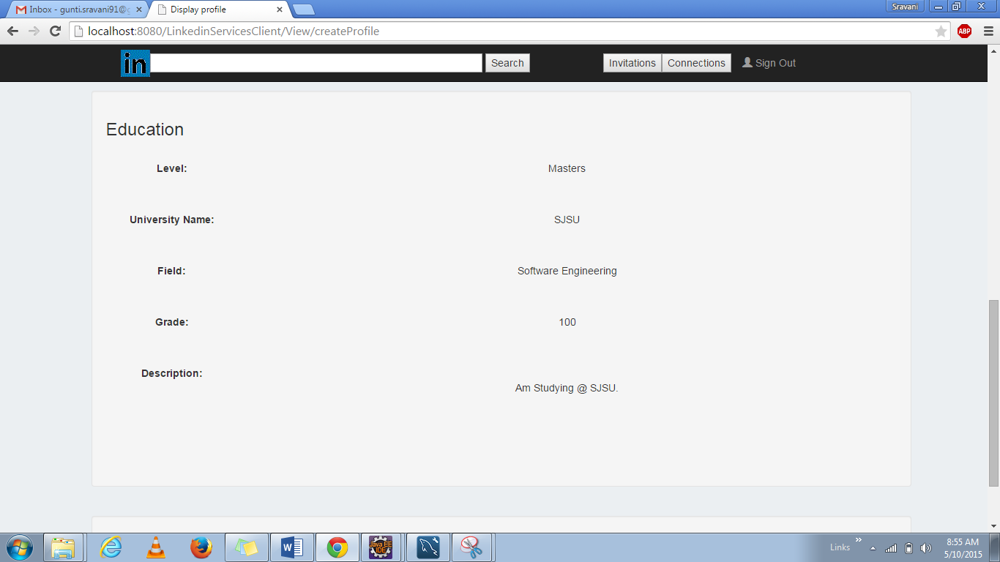 Inbox - gunti.sravani91@g
Display profile
Sravani
localhost:8080/LinkedinServicesClient/View/createProfile
ABP
in
Search
Invitations
Connections
Sign Out
Education
Level:
Masters
University Name:
SJSU
Field:
Software Engineering
Grade:
100
Description:
Am Studying @ SJSU.
Java EE
IDE
Links
8:55 AM
5/10/2015